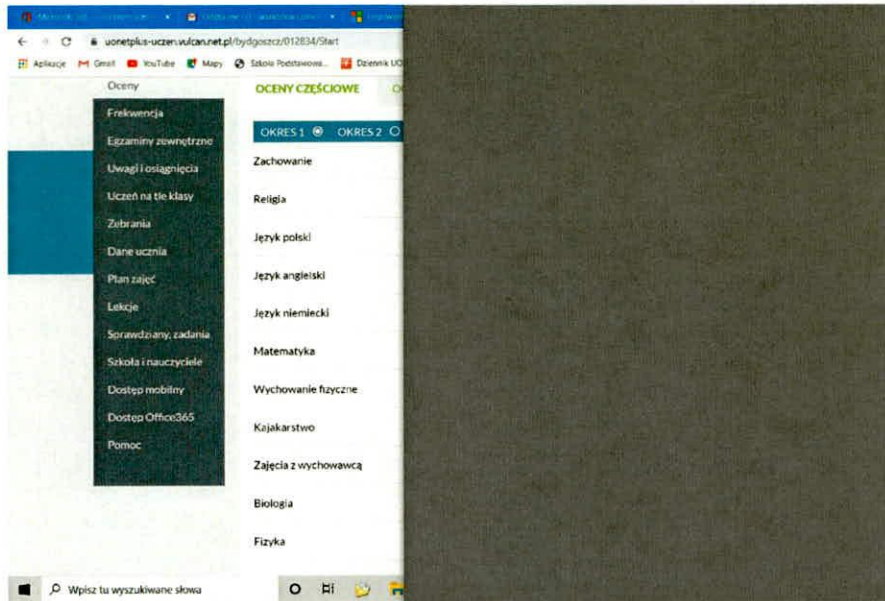 uonetplus-uczen.vulcan.net.pl/bydgoszcz/012834/Start
Aplikacje Gmail YouTube Mapy Szkoła Podstawowa... Dziennik UO
Oceny
Frekwencja
Egzaminy zewnętrzne
Uwagi i osiągnięcia
Uczeń na tle klasy
Zebrania
Dane ucznia
Plan zajęć
Lekcje
Sprawdziany, zadania
Szkoła i nauczyciele
Dostęp mobilny
Dostęp Office365
Pomoc
OCENY CZĘŚCIOWE
OKRES 1 OKRES 2
Zachowanie
Religia
Język polski
Język angielski
Język niemiecki
Matematyka
Wychowanie fizyczne
Kajakarstwo
Zajęcia z wychowawcą
Biologia
Fizyka
Wpisz tu wyszukiwane słowa